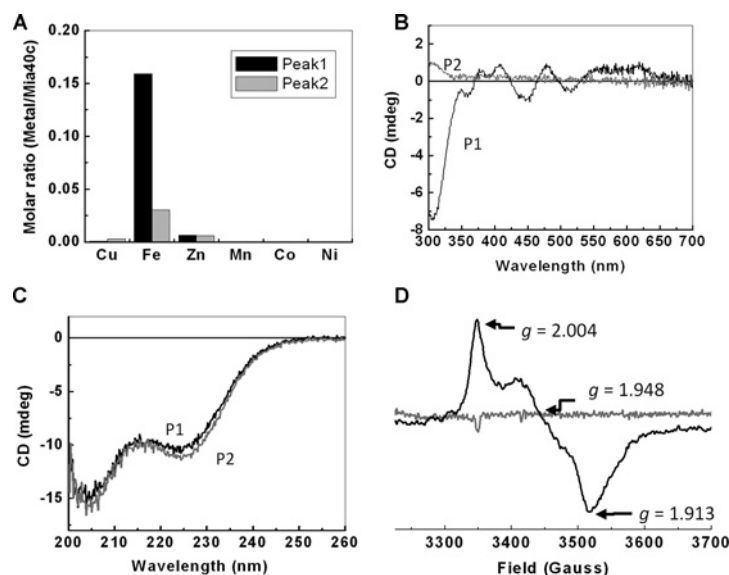 A
Molar ratio (Metal/Mia40c)
0.20
0.15
0.10
0.05
0.00
Peak1
Peak2
Cu Fe Zn Mn Co Ni
B
CD (mdeg)
4
2
0
-2
-4
-6
-8
P2
P1
300 350 400 450 500 550 600 650 700
Wavelength (nm)
C
CD (mdeg)
0
-5
-10
-15
P1
P2
200 210 220 230 240 250 260
Wavelength (nm)
D
g = 2.004
g = 1.948
g = 1.913
3300 3400 3500 3600 3700
Field (Gauss)